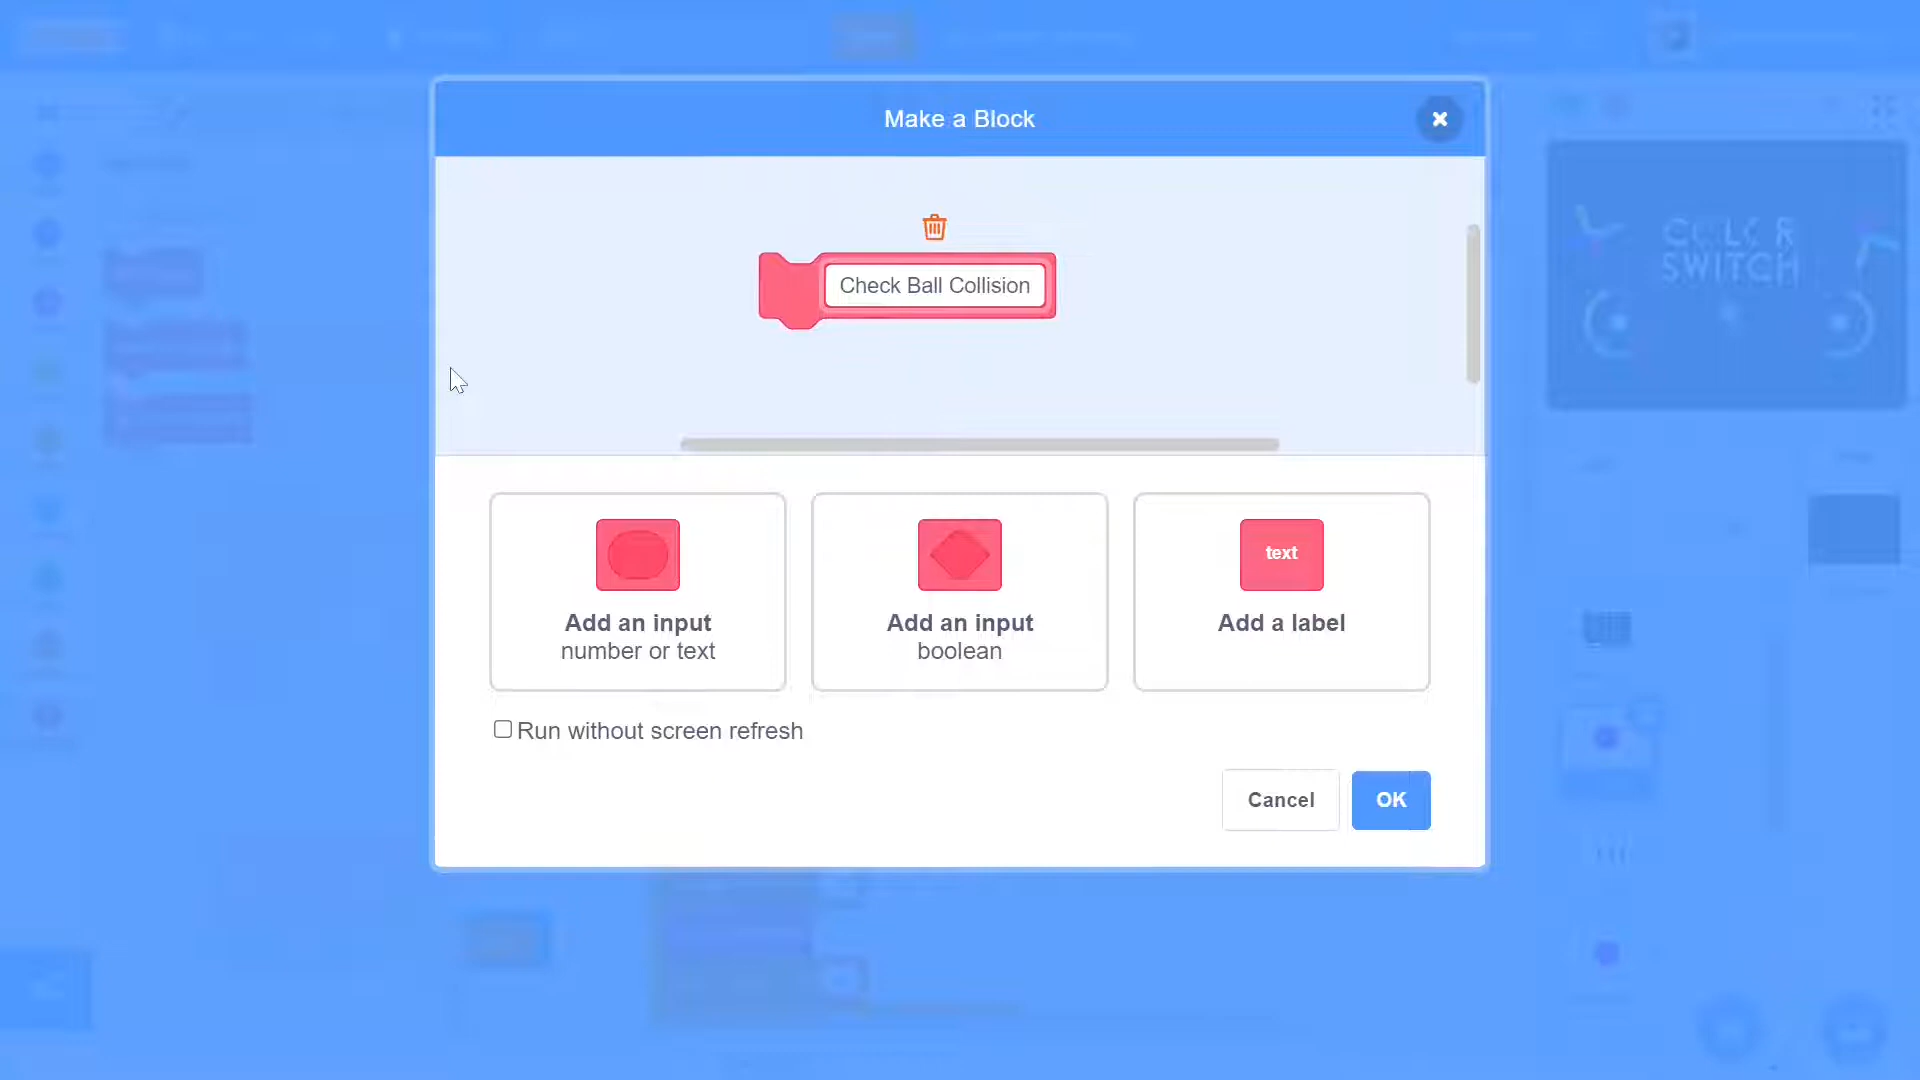 Make a Block
Check Ball Collision
text
Add an input
number or text
Add an input
boolean
Add a label
Run without screen refresh
Cancel
OK
SWITCH